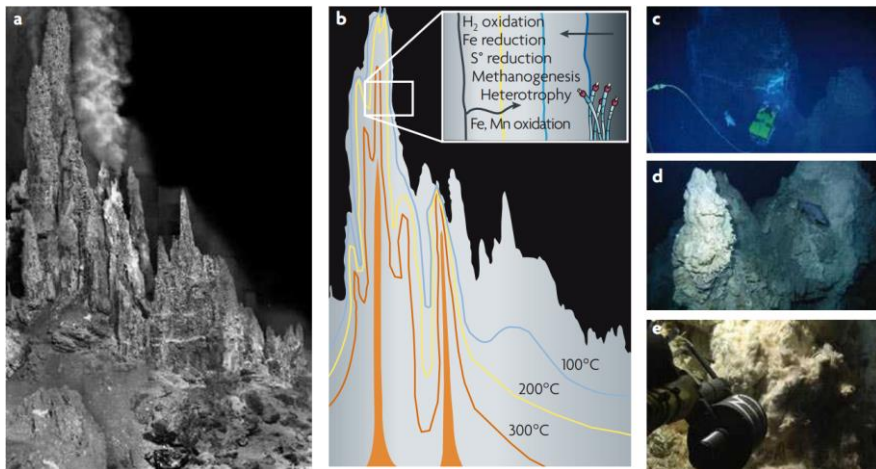 a
b
H₂ oxidation
Fe reduction
S° reduction
Methanogenesis
Heterotrophy
Fe, Mn oxidation
100°C
200°C
300°C
c
d
e